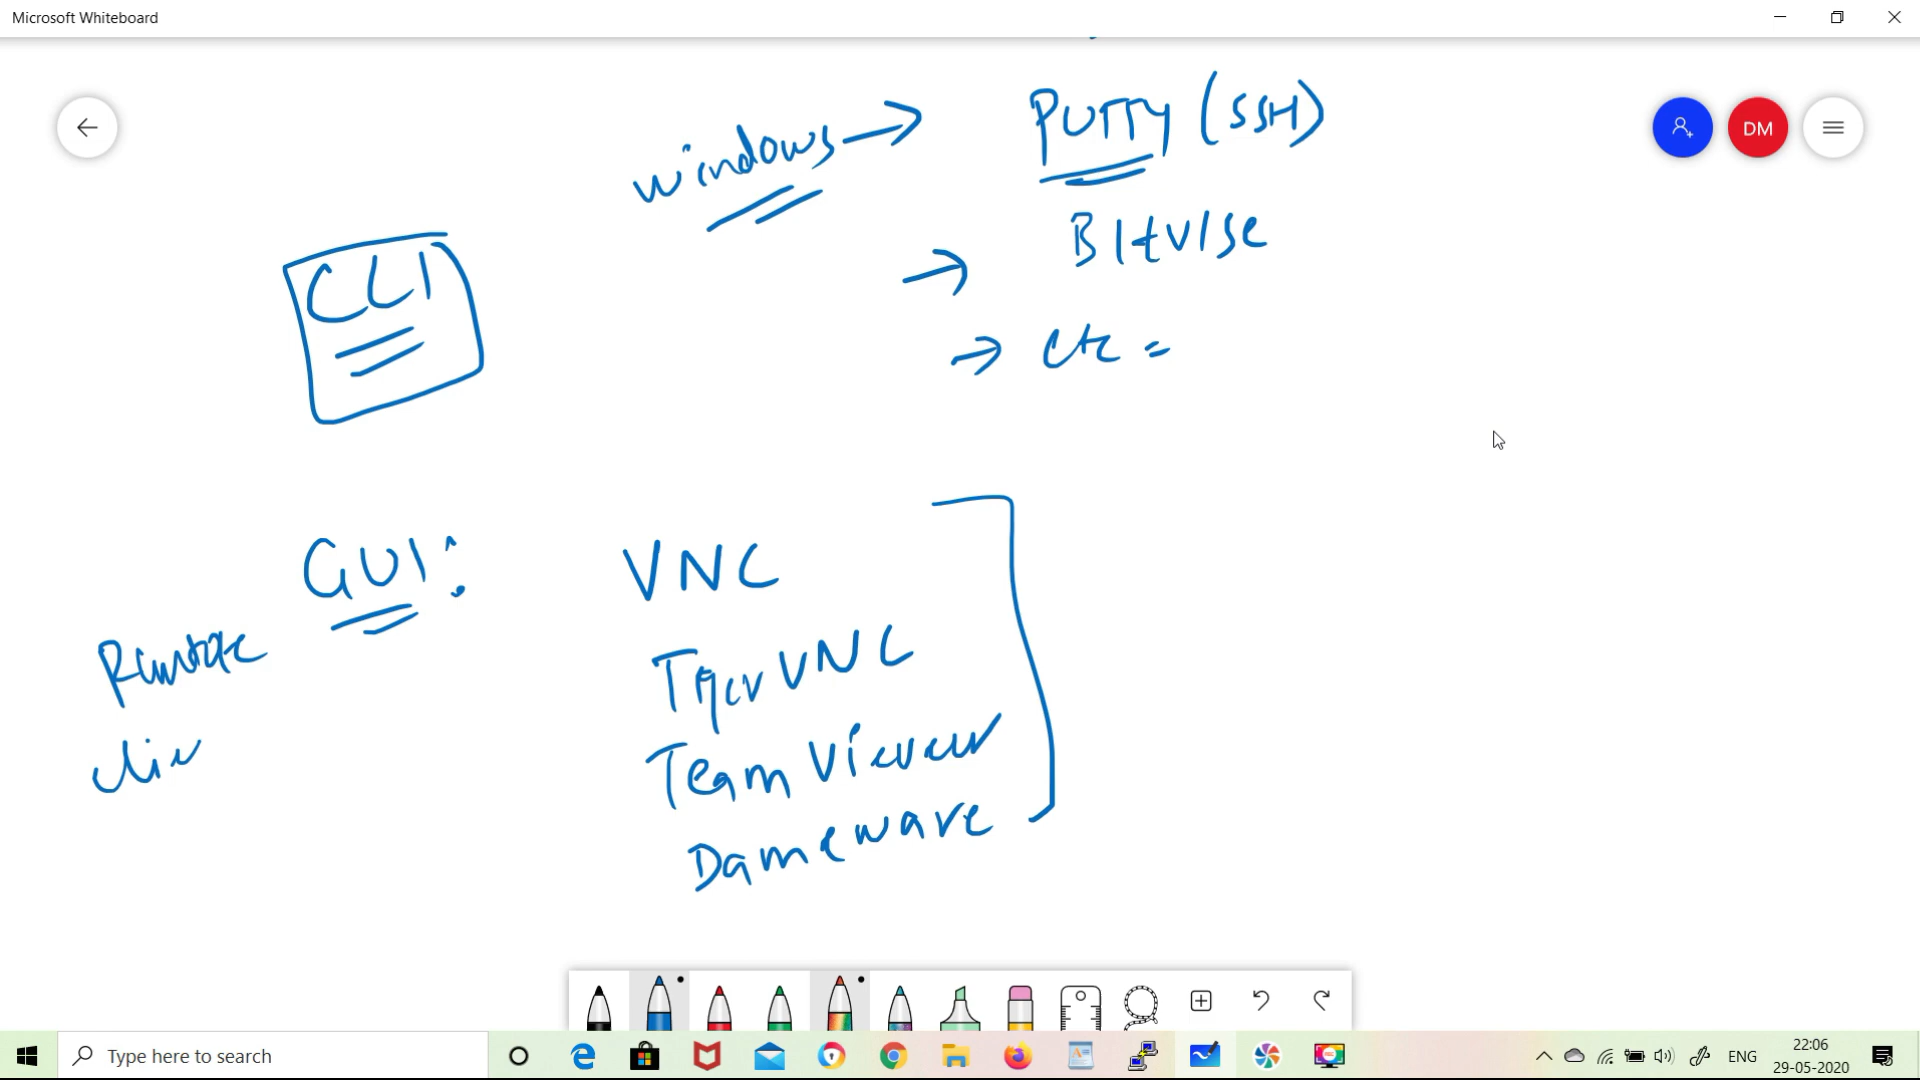 Microsoft Whiteboard
windows → PUTTY (SSH)
DM
→ Bitvise
CLI
→ etc =
GUI: VNC
TigerVNC
TeamViewer
Dameware
Type here to search
ENG
22:06
29-05-2020